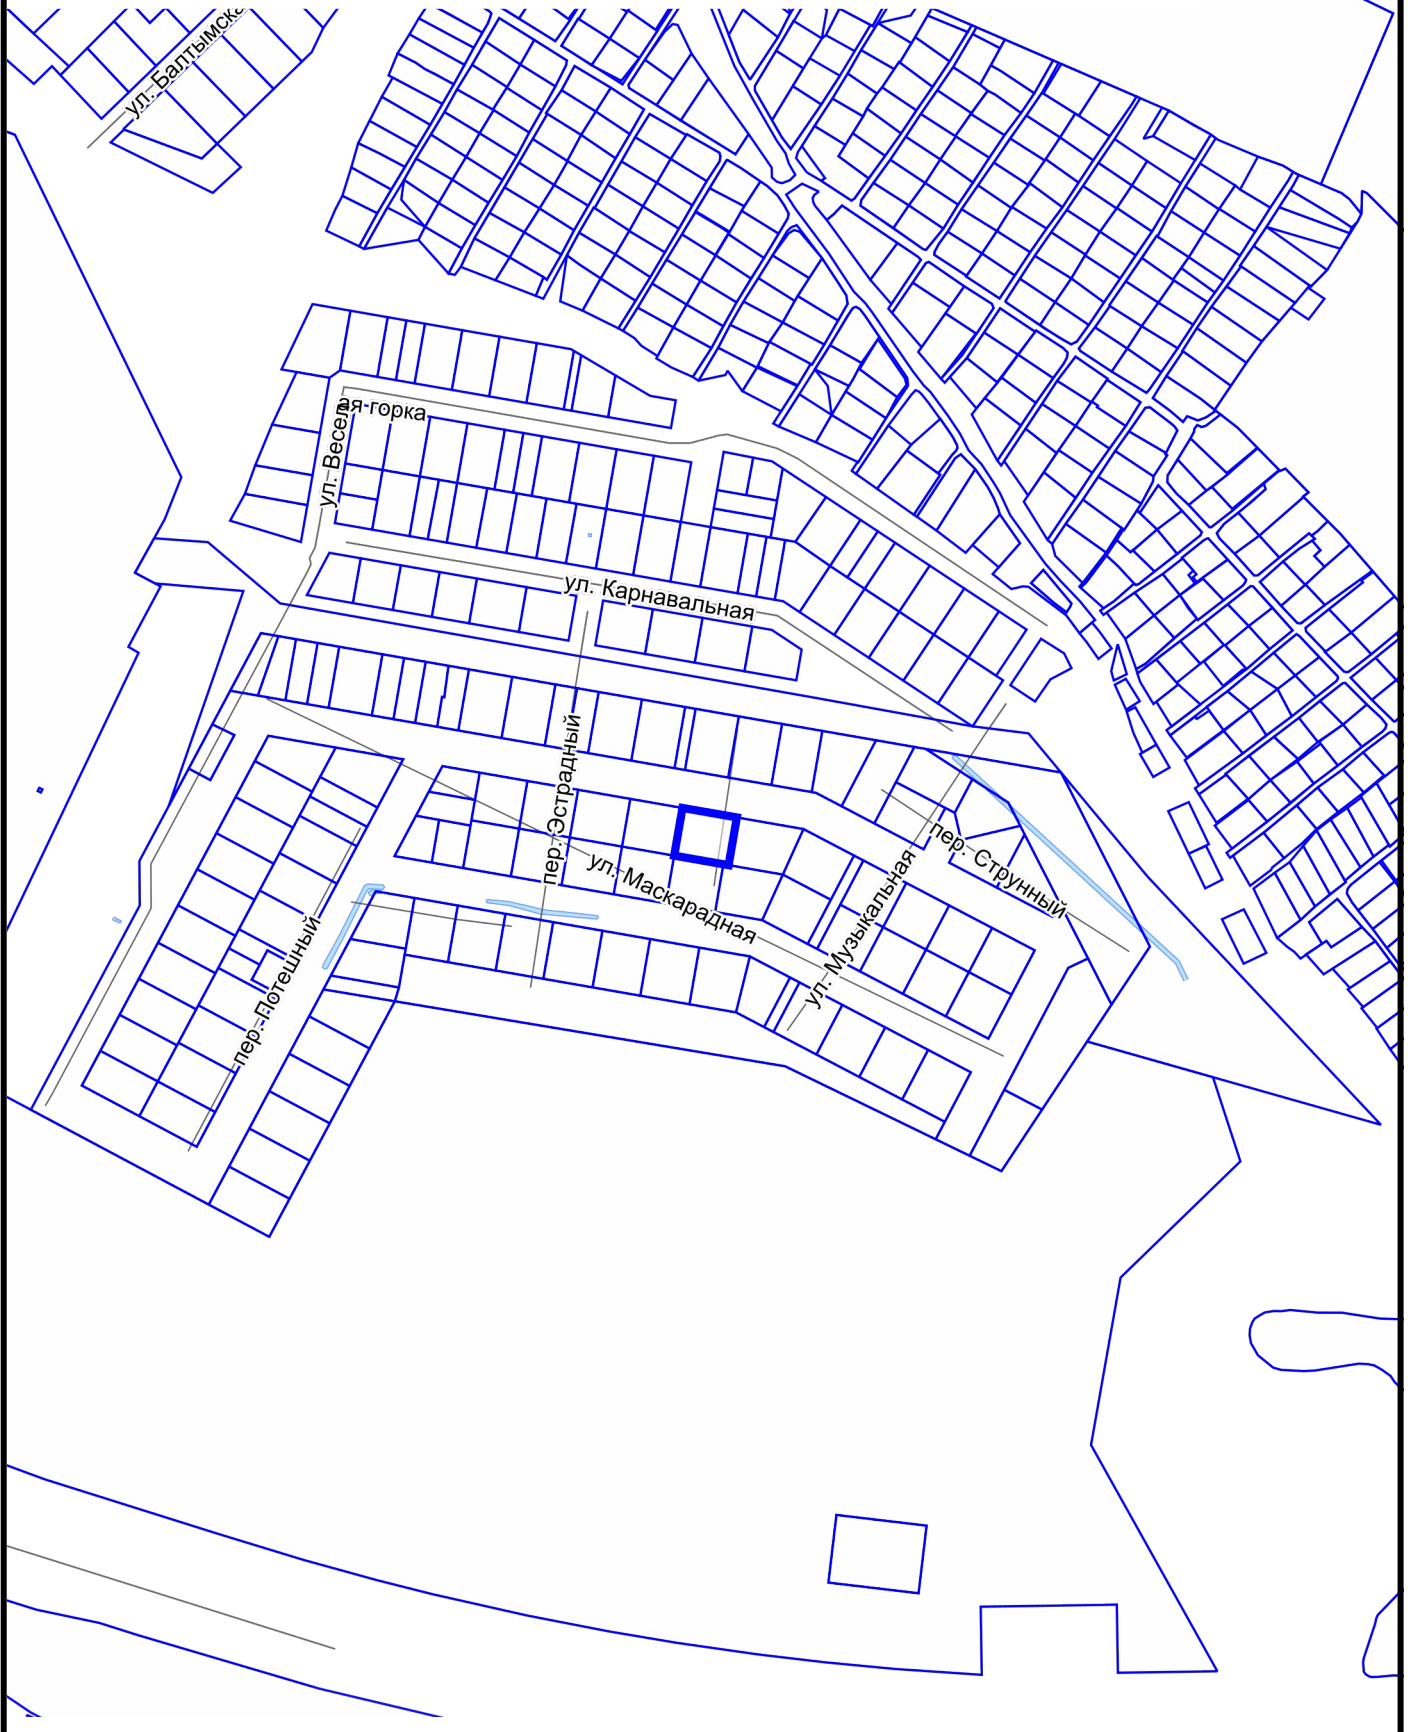 ул. Балтымска
ая горка
ул. Весел
ул. Карнавальная
пер. Эстрадный
ул. Маскарадная
пер. Струнный
ул. Музыкальная
пер. Потешный